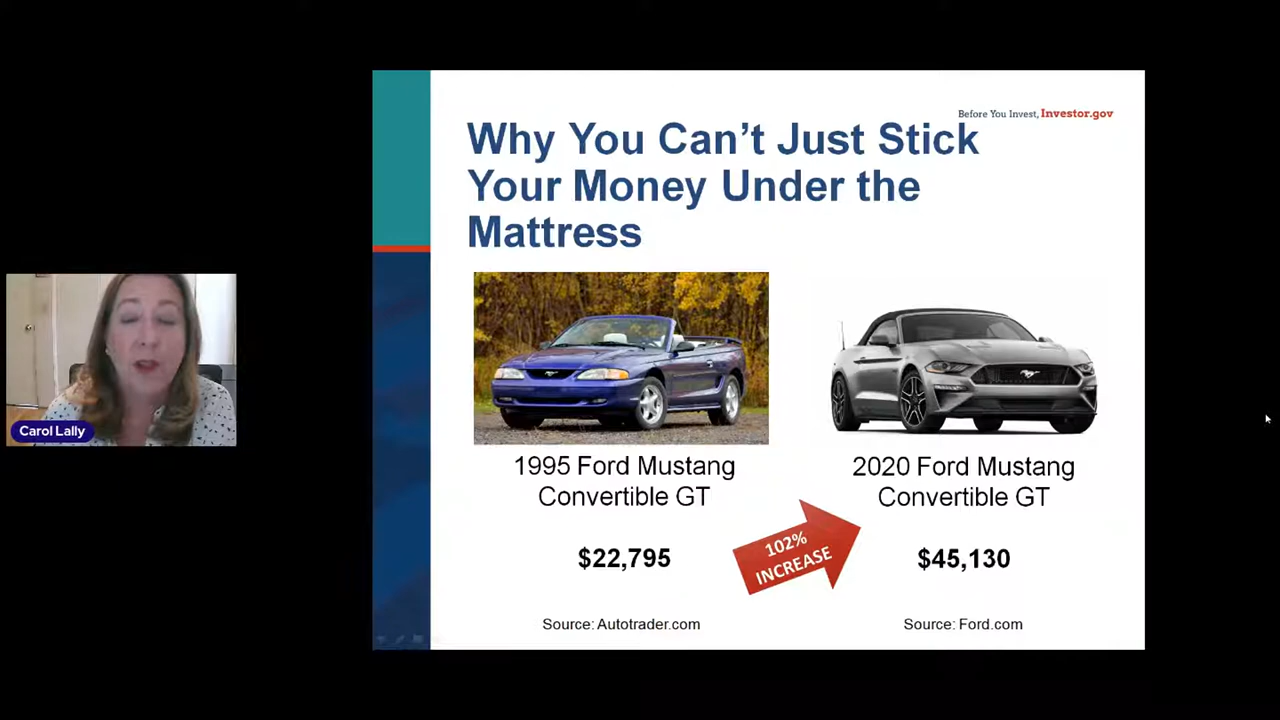 Before You Invest, Investor.gov
Why You Can’t Just Stick
Your Money Under the
Mattress
Carol Lally
1995 Ford Mustang
Convertible GT
2020 Ford Mustang
Convertible GT
102%
INCREASE
$22,795
$45,130
Source: Autotrader.com
Source: Ford.com